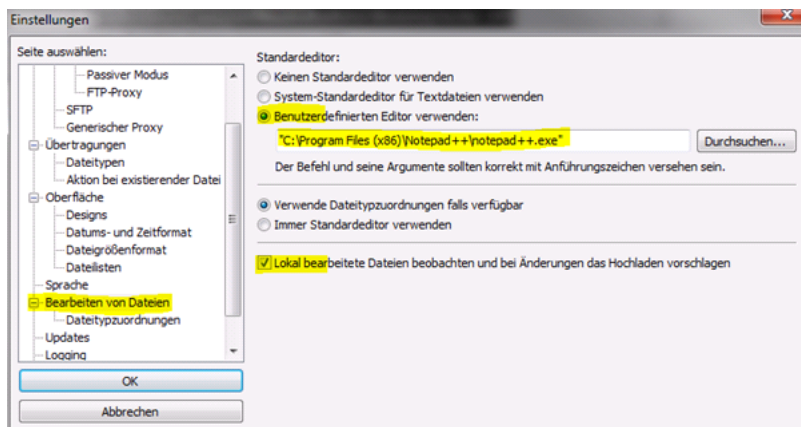 Einstellungen
Seite auswählen:
Passiver Modus
FTP-Proxy
SFTP
Generischer Proxy
Übertragungen
Dateitypen
Aktion bei existierender Datei
Oberfläche
Designs
Datums- und Zeitformat
Dateigrößenformat
Dateilisten
Sprache
Bearbeiten von Dateien
Dateitypzuordnungen
Updates
Logging
OK
Abbrechen
Standardeditor:
Keinen Standardeditor verwenden
System-Standardeditor für Textdateien verwenden
Benutzerdefinierten Editor verwenden:
"C:\Program Files (x86)\Notepad++\notepad++.exe"
Durchsuchen...
Der Befehl und seine Argumente sollten korrekt mit Anführungszeichen versehen sein.
Verwende Dateitypzuordnungen falls verfügbar
Immer Standardeditor verwenden
Lokal bearbeitete Dateien beobachten und bei Änderungen das Hochladen vorschlagen